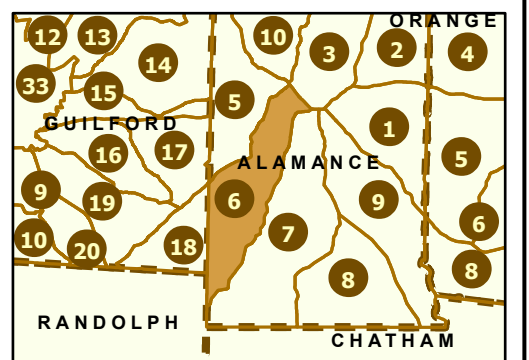 ORANGE
12 13 10 3 2 4
14
33 15 5
GUILFORD 1
16 17 ALAMANCE 5
9 19 6 9
10 20 18 7 6
8 8
RANDOLPH
CHATHAM